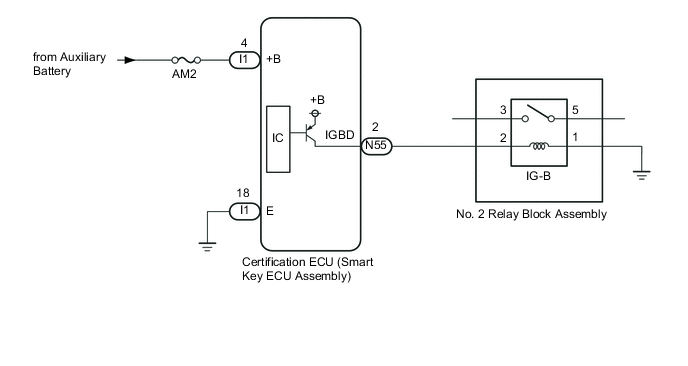 from Auxiliary
Battery
AM2
4
I1
+B
+B
IC
IGBD
2
N55
18
I1
E
Certification ECU (Smart
Key ECU Assembly)
3
5
2
1
IG-B
No. 2 Relay Block Assembly